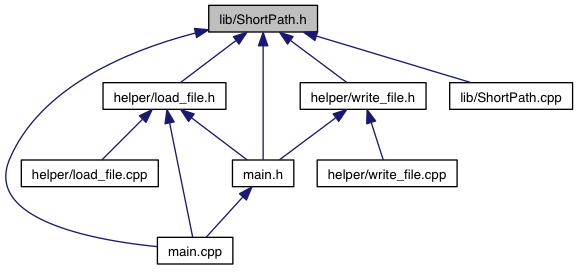 lib/ShortPath.h
helper/load_file.h
helper/write_file.h
lib/ShortPath.cpp
helper/load_file.cpp
main.h
helper/write_file.cpp
main.cpp